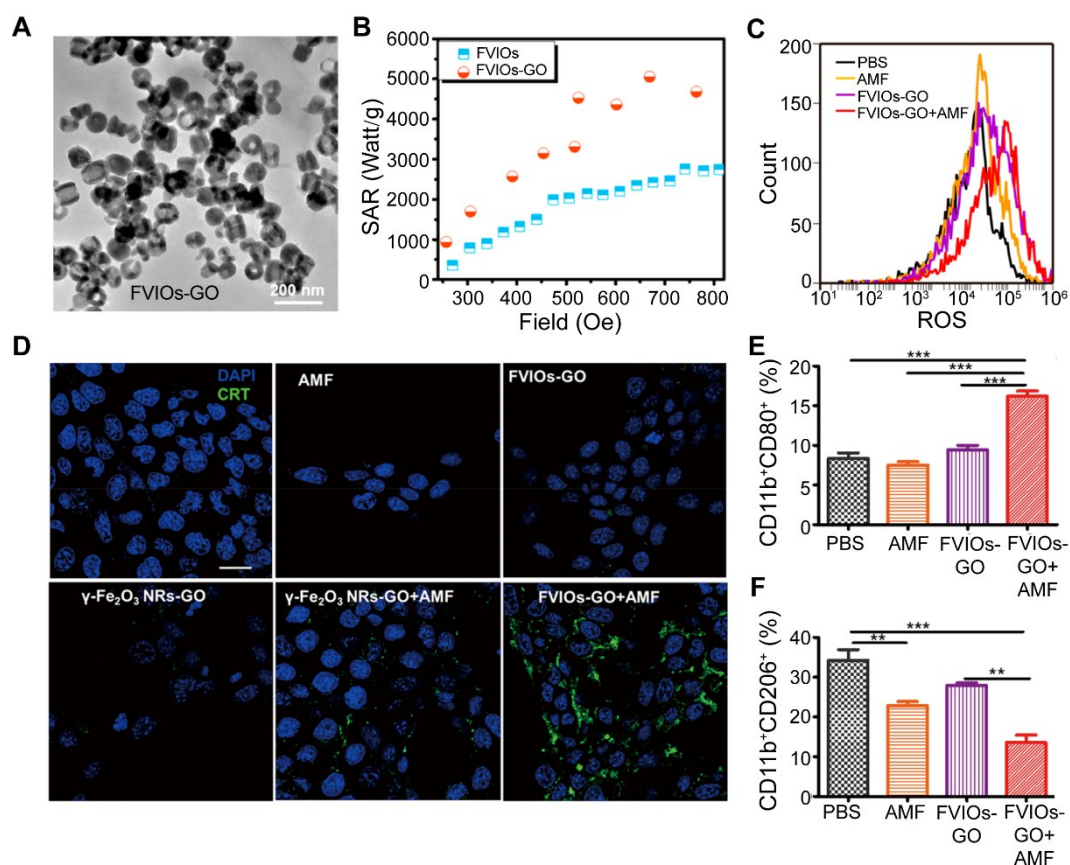 A
FVIOs-GO
200 nm
B
SAR (Watt/g)
6000
5000
4000
3000
2000
1000
0
FVIOs
FVIOs-GO
300
400
500
600
700
800
Field (Oe)
C
Count
200
150
100
50
0
PBS
AMF
FVIOs-GO
FVIOs-GO+AMF
10¹
10²
10³
10⁴
10⁵
10⁶
ROS
D
DAPI
CRT
AMF
FVIOs-GO
γ-Fe₂O₃ NRs-GO
γ-Fe₂O₃ NRs-GO+AMF
FVIOs-GO+AMF
E
CD11b⁺CD80⁺ (%)
20
15
10
5
0
***
***
***
PBS
AMF
FVIOs-
GO
FVIOs-
GO+
AMF
F
CD11b⁺CD206⁺ (%)
40
30
20
10
0
***
**
**
PBS
AMF
FVIOs-
GO
FVIOs-
GO+
AMF